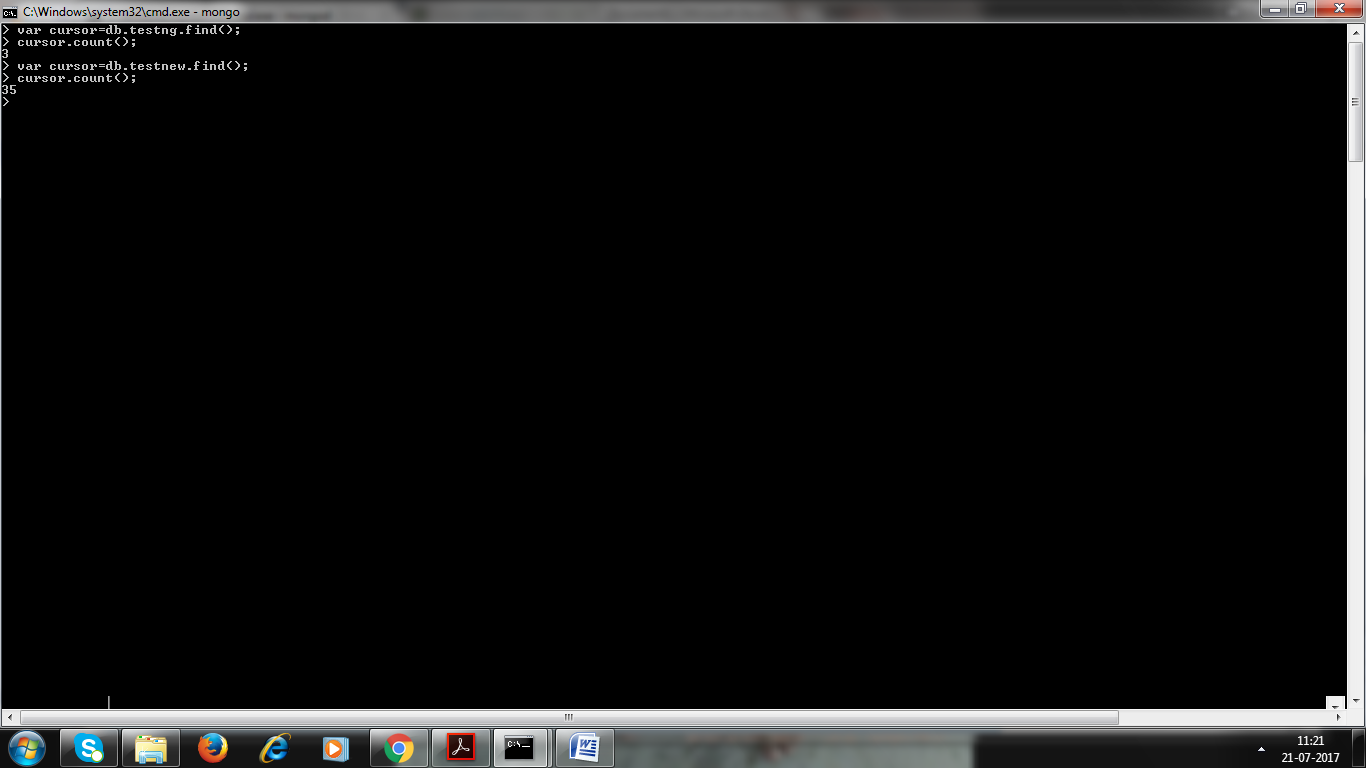 C:\Windows\system32\cmd.exe - mongo
> var cursor=db.testng.find();
> cursor.count();
3
> var cursor=db.testnew.find();
> cursor.count();
35
>
11:21
21-07-2017